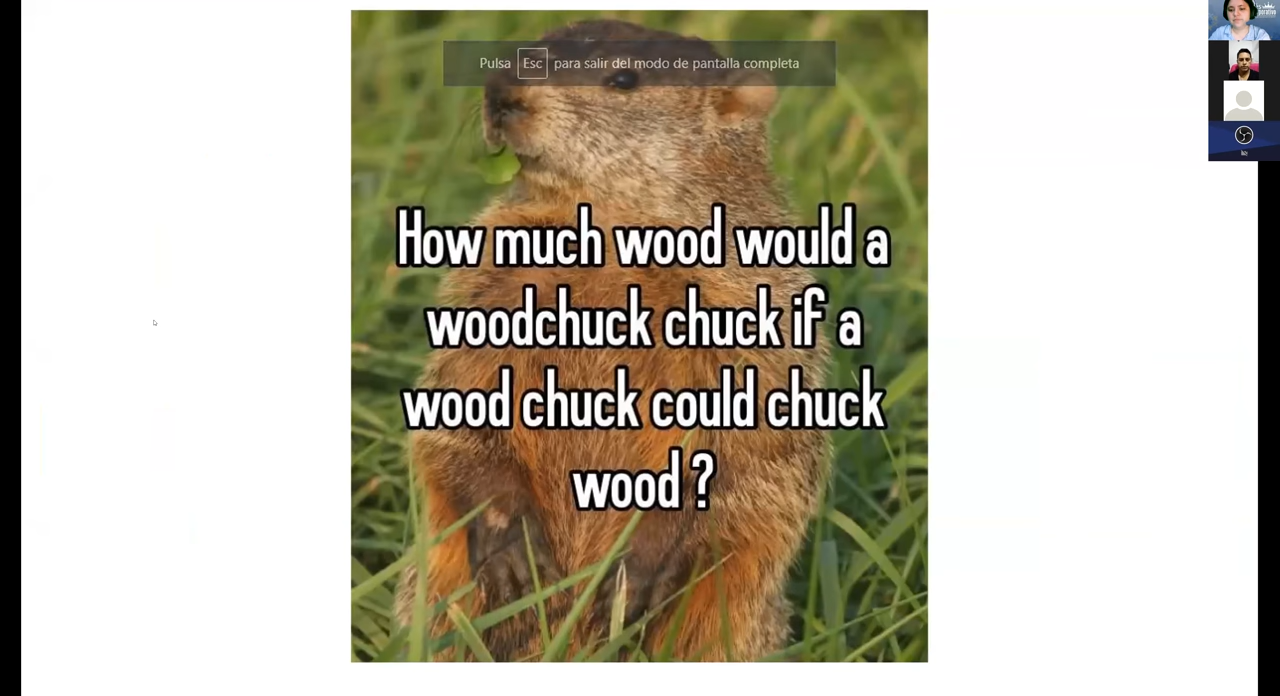 Pulsa Esc para salir del modo de pantalla completa
How much wood would a
woodchuck chuck if a
wood chuck could chuck
wood ?